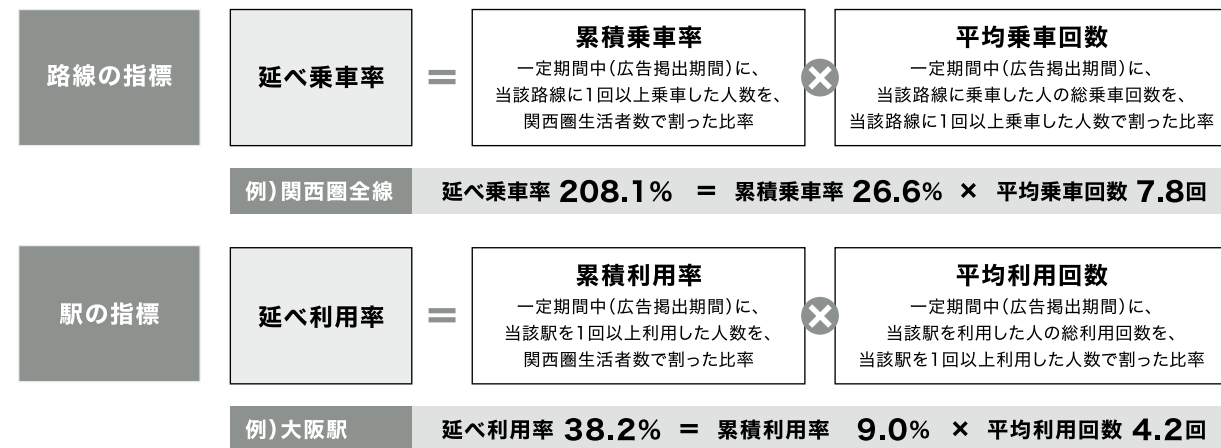 路線の指標
延べ乗車率
=
累積乗車率
一定期間中(広告掲出期間)に、
当該路線に1回以上乗車した人数を、
関西圏生活者数で割った比率
×
平均乗車回数
一定期間中(広告掲出期間)に、
当該路線に乗車した人の総乗車回数を、
当該路線に1回以上乗車した人数で割った比率
例)関西圏全線 延べ乗車率 208.1% = 累積乗車率 26.6% × 平均乗車回数 7.8回
駅の指標
延べ利用率
=
累積利用率
一定期間中(広告掲出期間)に、
当該駅を1回以上利用した人数を、
関西圏生活者数で割った比率
×
平均利用回数
一定期間中(広告掲出期間)に、
当該駅を利用した人の総利用回数を、
当該駅を1回以上利用した人数で割った比率
例)大阪駅 延べ利用率 38.2% = 累積利用率 9.0% × 平均利用回数 4.2回